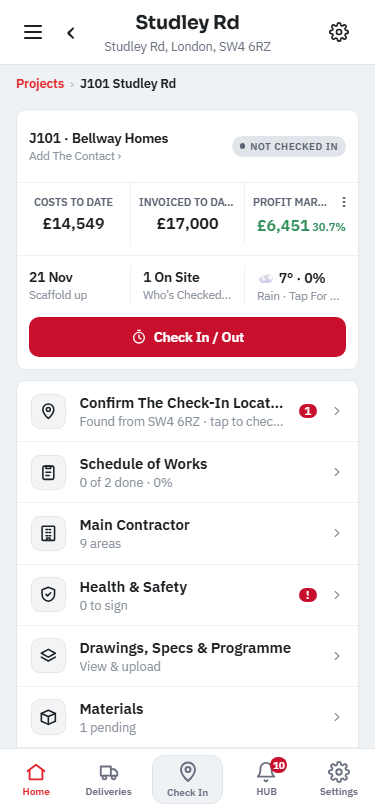 Studley Rd
Studley Rd, London, SW4 6RZ
Projects › J101 Studley Rd
J101 · Bellway Homes
Add The Contact ›
NOT CHECKED IN
COSTS TO DATE
£14,549
INVOICED TO DA...
£17,000
PROFIT MAR...
£6,451 30.7%
21 Nov
Scaffold up
1 On Site
Who's Checked...
7° · 0%
Rain · Tap For ...
Check In / Out
Confirm The Check-In Locat...
Found from SW4 6RZ · tap to chec...
1
Schedule of Works
0 of 2 done · 0%
Main Contractor
9 areas
Health & Safety
0 to sign
!
Drawings, Specs & Programme
View & upload
Materials
1 pending
Home
Deliveries
Check In
10
HUB
Settings